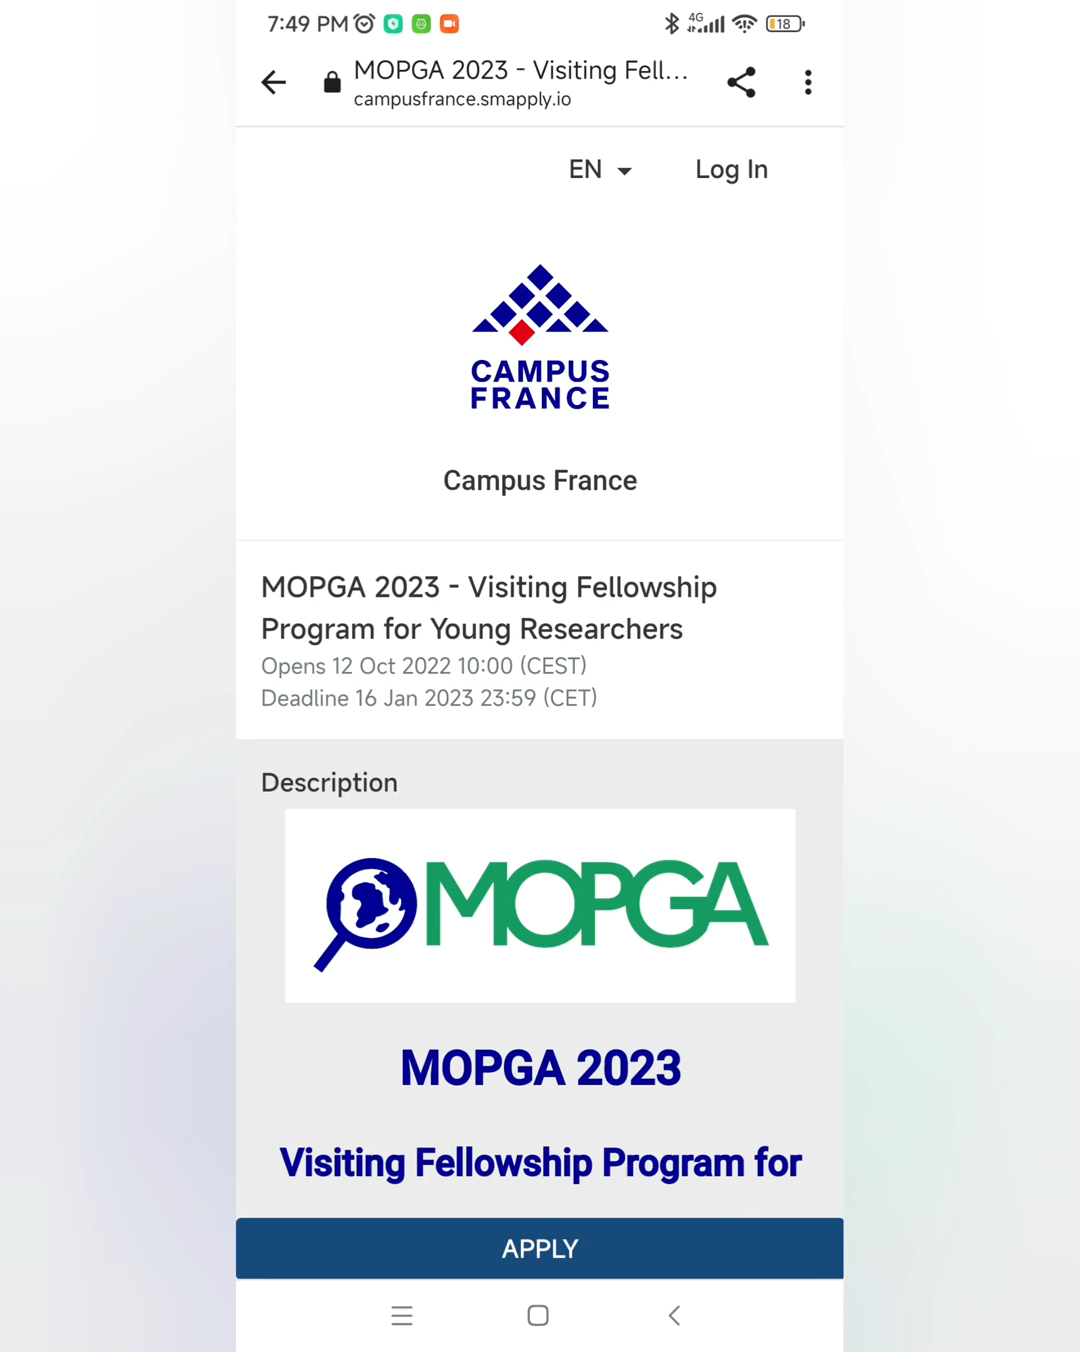 7:49 PM
4G
18
MOPGA 2023 - Visiting Fell...
campusfrance.smapply.io
EN
Log In
CAMPUS
FRANCE
Campus France
MOPGA 2023 - Visiting Fellowship
Program for Young Researchers
Opens 12 Oct 2022 10:00 (CEST)
Deadline 16 Jan 2023 23:59 (CET)
Description
MOPGA
MOPGA 2023
Visiting Fellowship Program for
APPLY